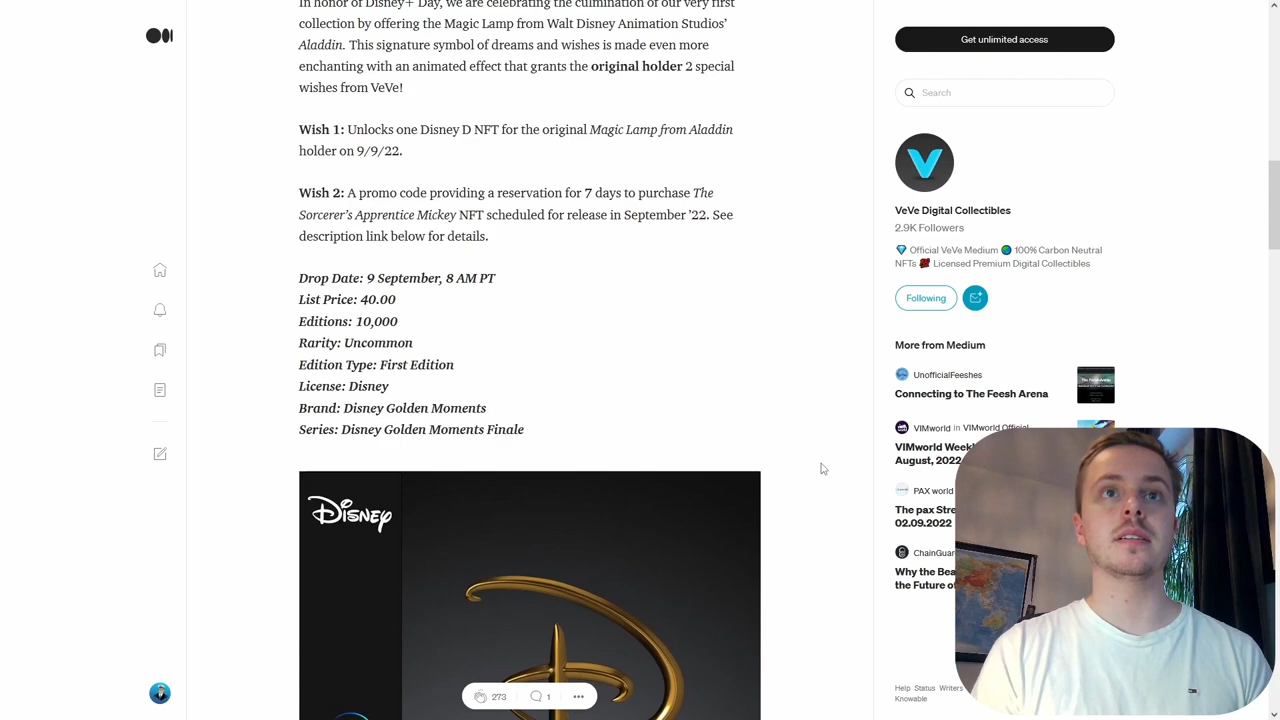 In honor of Disney+ Day, we are celebrating the culmination of our very first
collection by offering the Magic Lamp from Walt Disney Animation Studios'
Aladdin. This signature symbol of dreams and wishes is made even more
enchanting with an animated effect that grants the original holder 2 special
wishes from VeVe!
Wish 1: Unlocks one Disney D NFT for the original Magic Lamp from Aladdin
holder on 9/9/22.
Wish 2: A promo code providing a reservation for 7 days to purchase The
Sorcerer's Apprentice Mickey NFT scheduled for release in September '22. See
description link below for details.
Drop Date: 9 September, 8 AM PT
List Price: 40.00
Editions: 10,000
Rarity: Uncommon
Edition Type: First Edition
License: Disney
Brand: Disney Golden Moments
Series: Disney Golden Moments Finale
Disney
273
1
Get unlimited access
Search
VeVe Digital Collectibles
2.9K Followers
Official VeVe Medium 100% Carbon Neutral
NFTs Licensed Premium Digital Collectibles
Following
More from Medium
UnofficialFeeshes
Connecting to The Feesh Arena
VIMworld in VIMworld Official
VIMworld Week
August, 2022
PAX world
The pax Stre
02.09.2022
ChainGua
Why the Bea
the Future o
Help Status Writers
Knowable